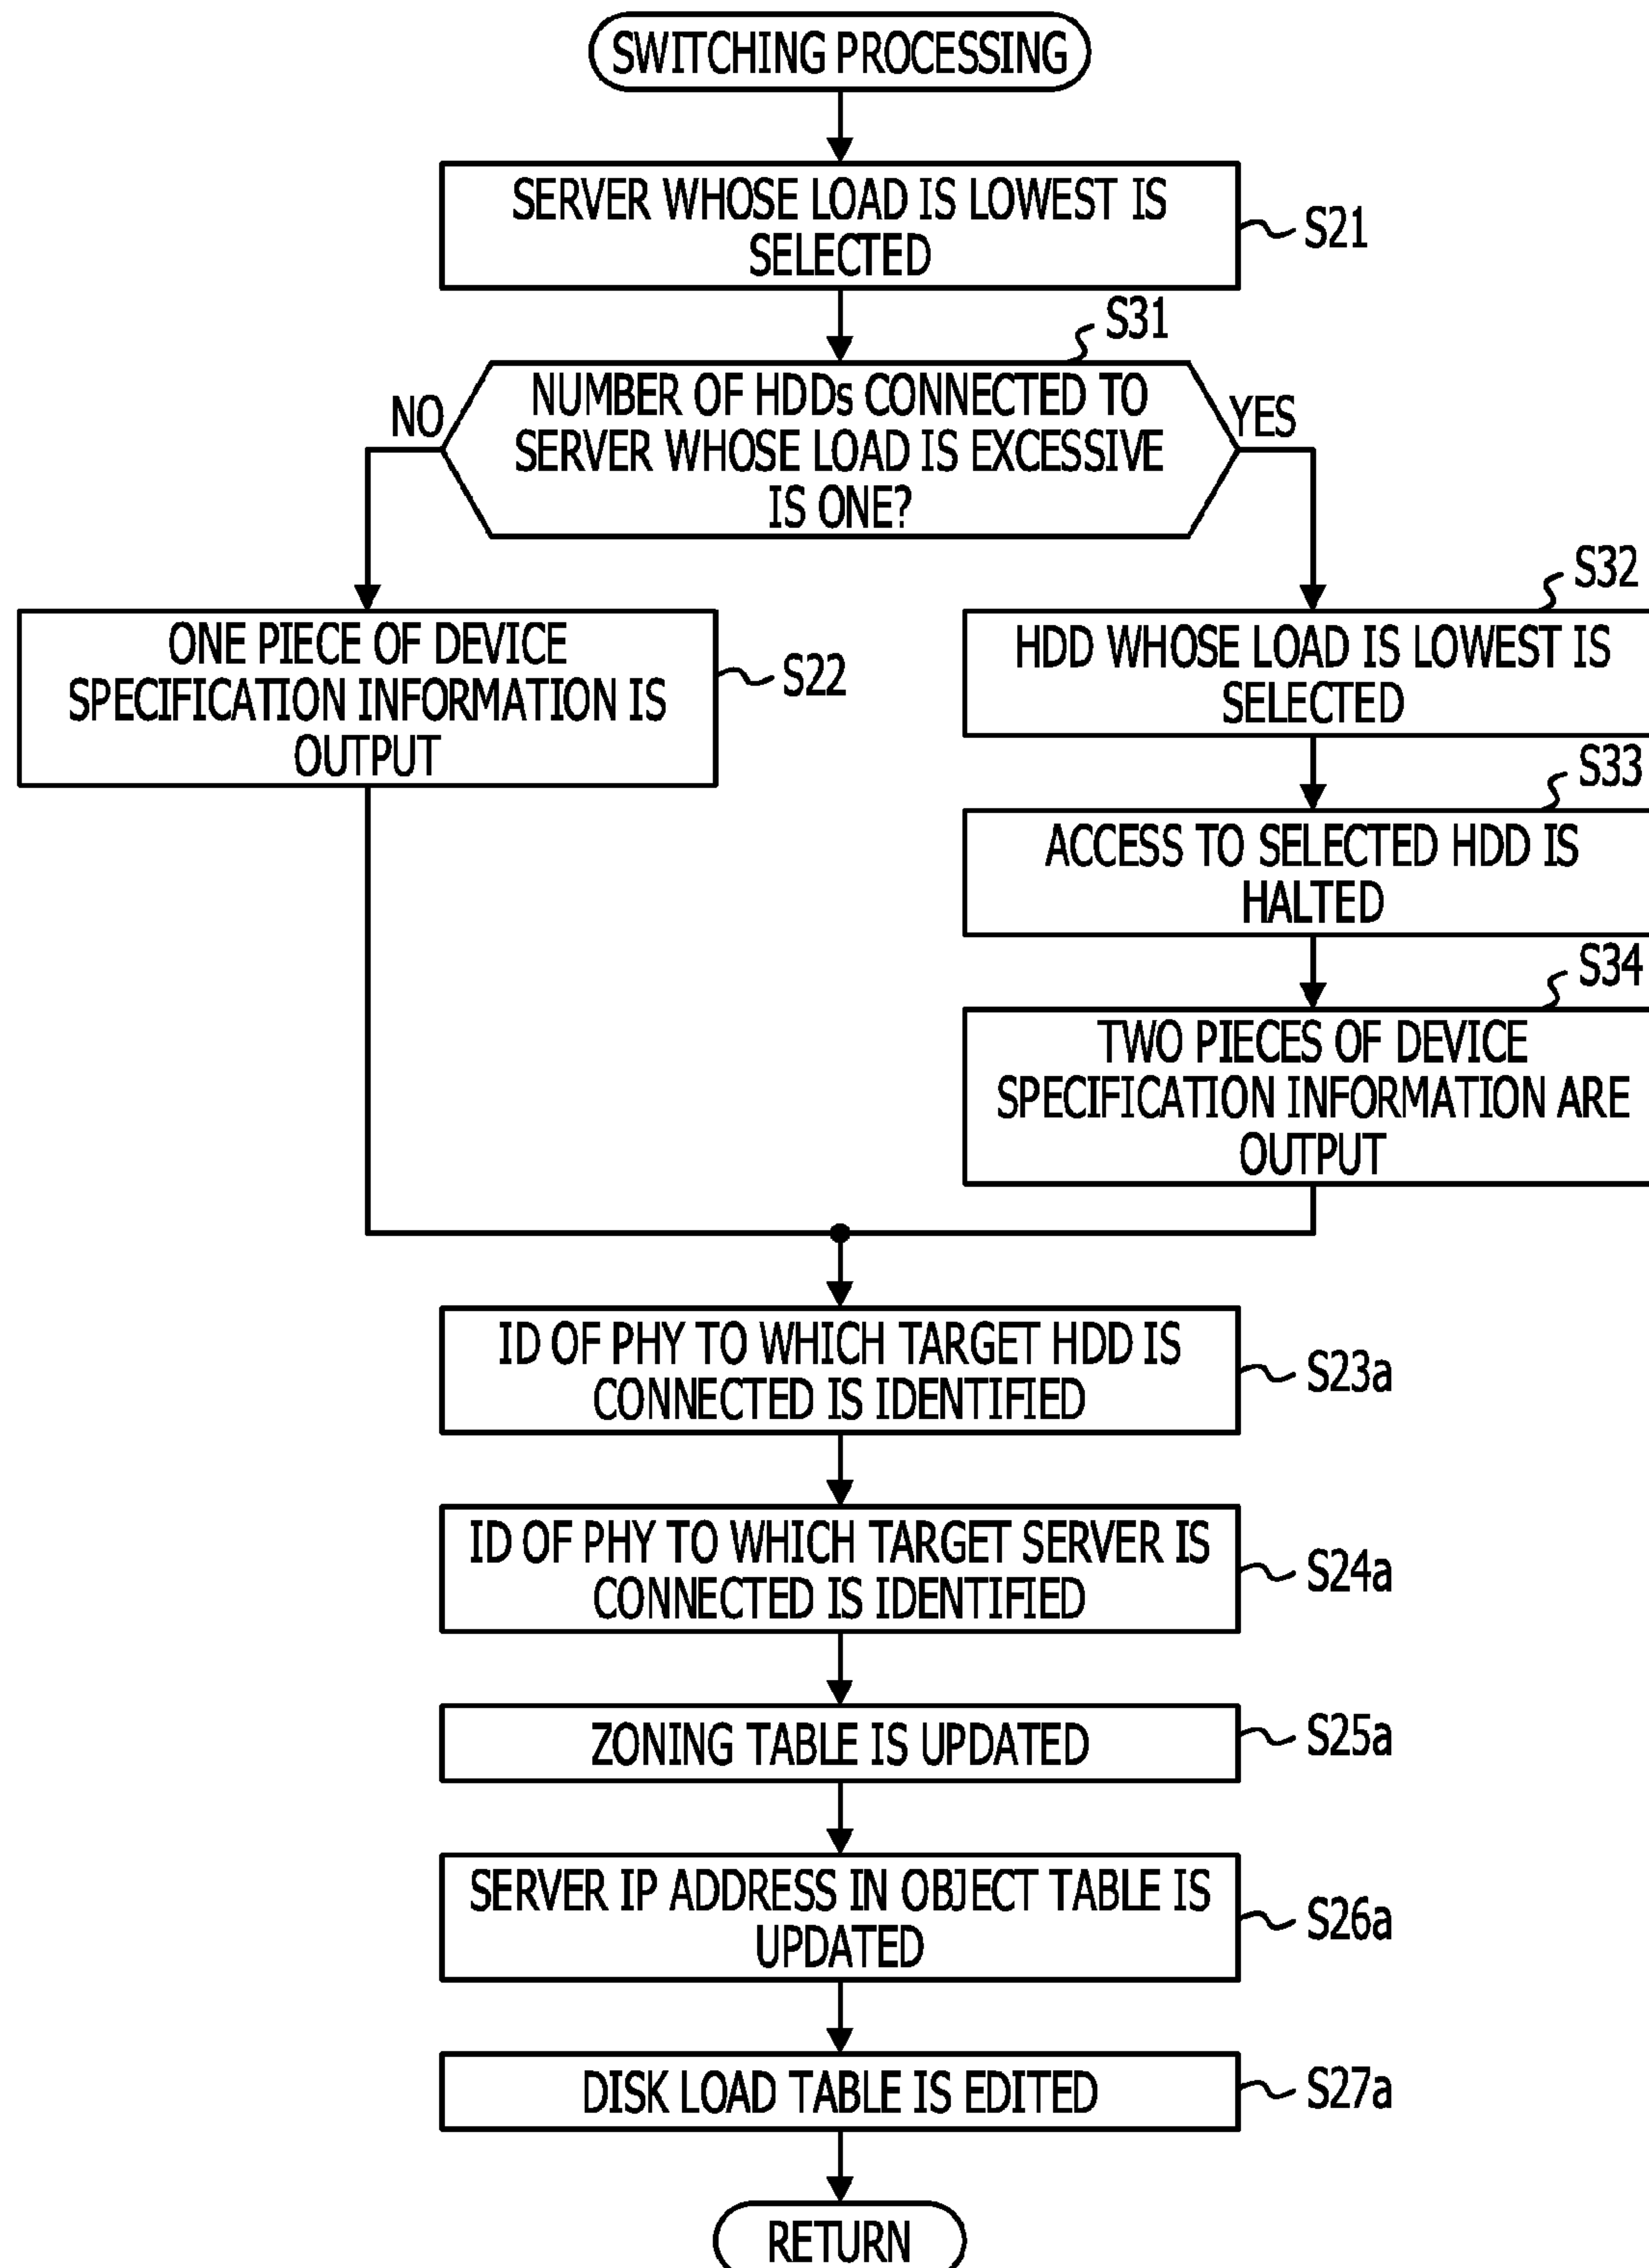 SWITCHING PROCESSING
SERVER WHOSE LOAD IS LOWEST IS
SELECTED
S21
S31
NUMBER OF HDDs CONNECTED TO
SERVER WHOSE LOAD IS EXCESSIVE
IS ONE?
NO
YES
ONE PIECE OF DEVICE
SPECIFICATION INFORMATION IS
OUTPUT
S22
S32
HDD WHOSE LOAD IS LOWEST IS
SELECTED
S33
ACCESS TO SELECTED HDD IS
HALTED
S34
TWO PIECES OF DEVICE
SPECIFICATION INFORMATION ARE
OUTPUT
ID OF PHY TO WHICH TARGET HDD IS
CONNECTED IS IDENTIFIED
S23a
ID OF PHY TO WHICH TARGET SERVER IS
CONNECTED IS IDENTIFIED
S24a
ZONING TABLE IS UPDATED
S25a
SERVER IP ADDRESS IN OBJECT TABLE IS
UPDATED
S26a
DISK LOAD TABLE IS EDITED
S27a
RETURN